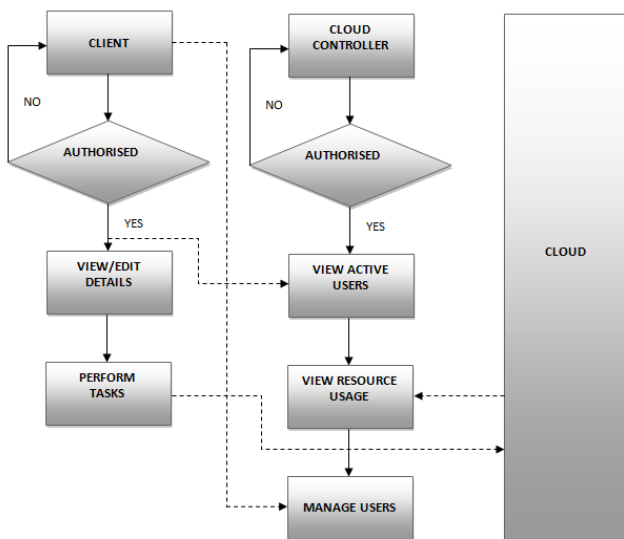 CLIENT
NO
AUTHORISED
YES
VIEW/EDIT
DETAILS
PERFORM
TASKS
CLOUD
CONTROLLER
NO
AUTHORISED
YES
VIEW ACTIVE
USERS
VIEW RESOURCE
USAGE
MANAGE USERS
CLOUD